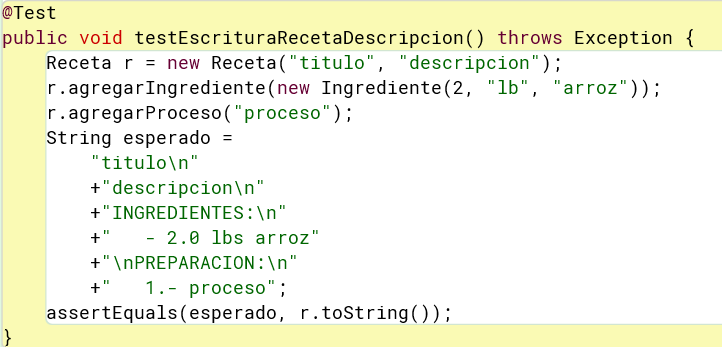 @Test
public void testEscrituraRecetaDescripcion() throws Exception {
    Receta r = new Receta("titulo", "descripcion");
    r.agregarIngrediente(new Ingrediente(2, "lb", "arroz"));
    r.agregarProceso("proceso");
    String esperado =
        "titulo\n"
        +"descripcion\n"
        +"INGREDIENTES:\n"
        +"   - 2.0 lbs arroz"
        +"\nPREPARACION:\n"
        +"   1.- proceso";
    assertEquals(esperado, r.toString());
}